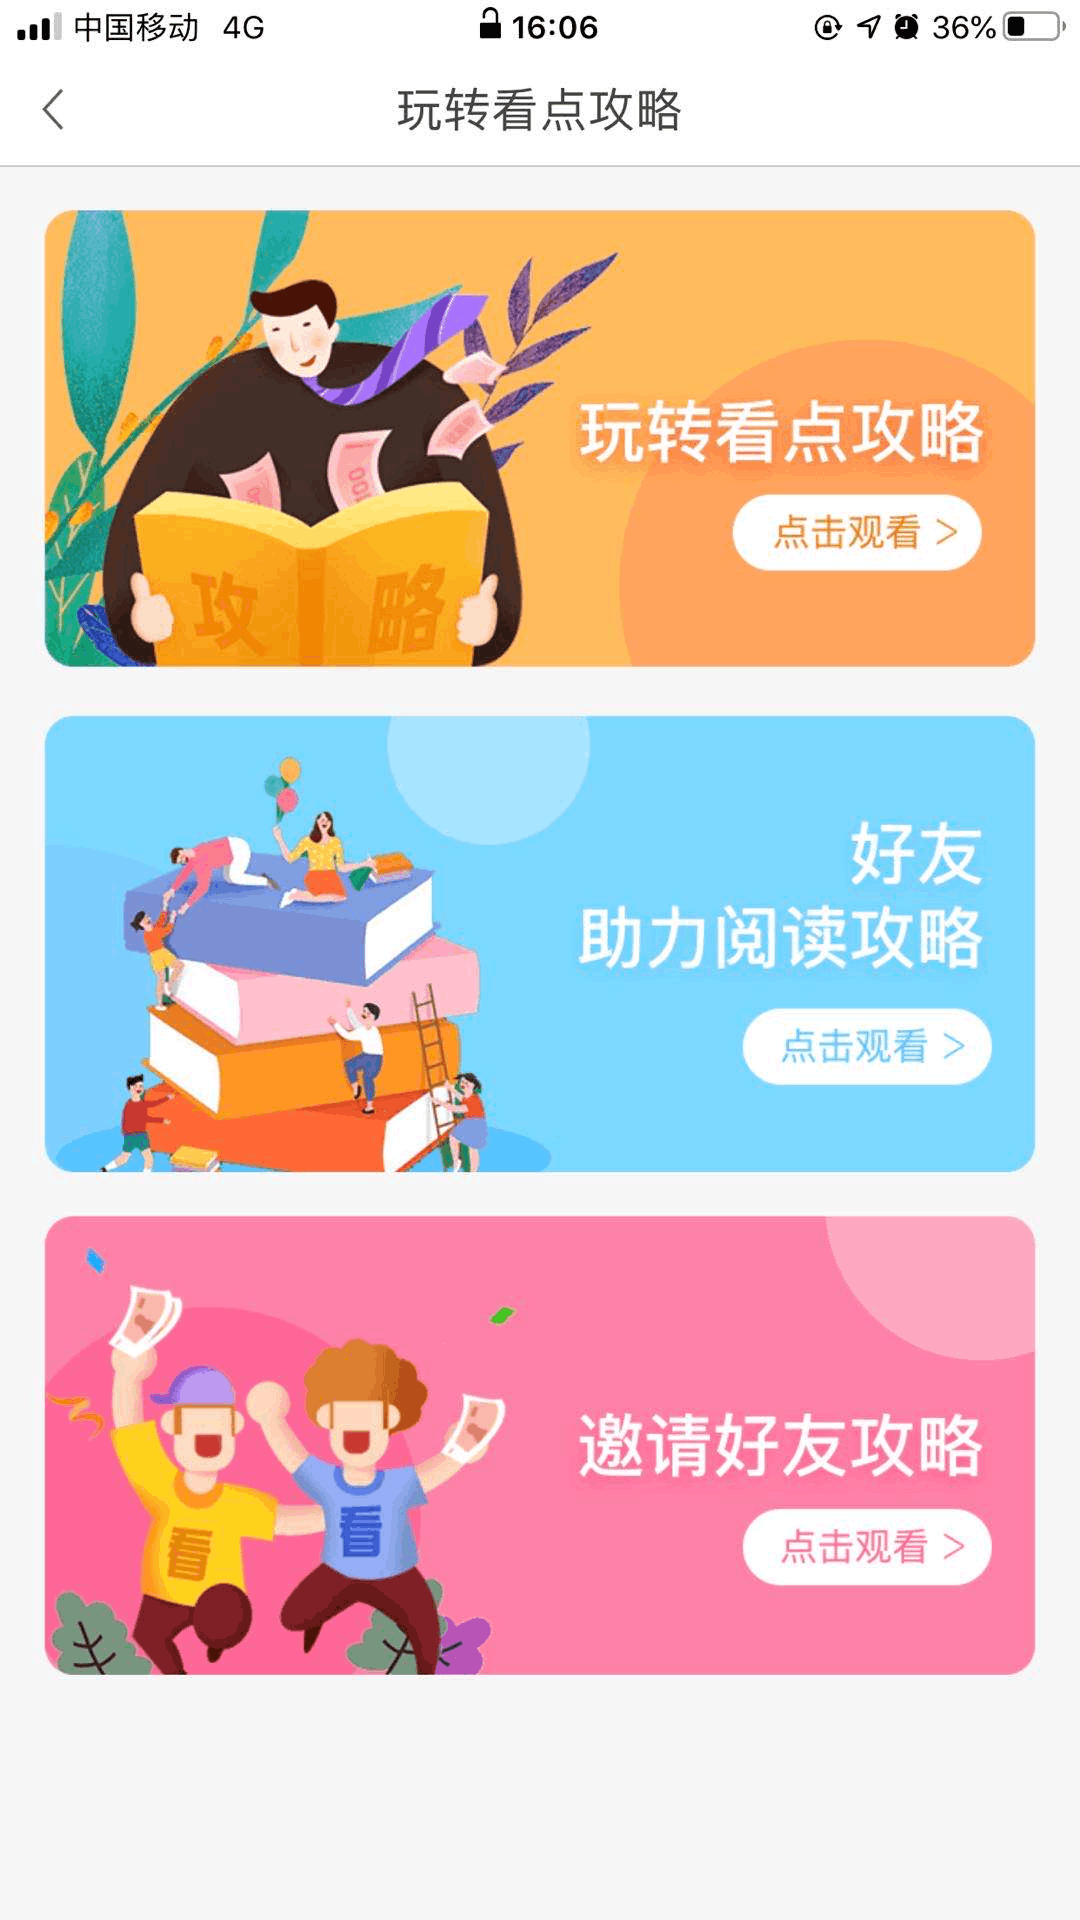 中国移动 4G 16:06 36%
玩转看点攻略
玩转看点攻略
点击观看 >
攻 略
好友
助力阅读攻略
点击观看 >
邀请好友攻略
点击观看 >
看 看